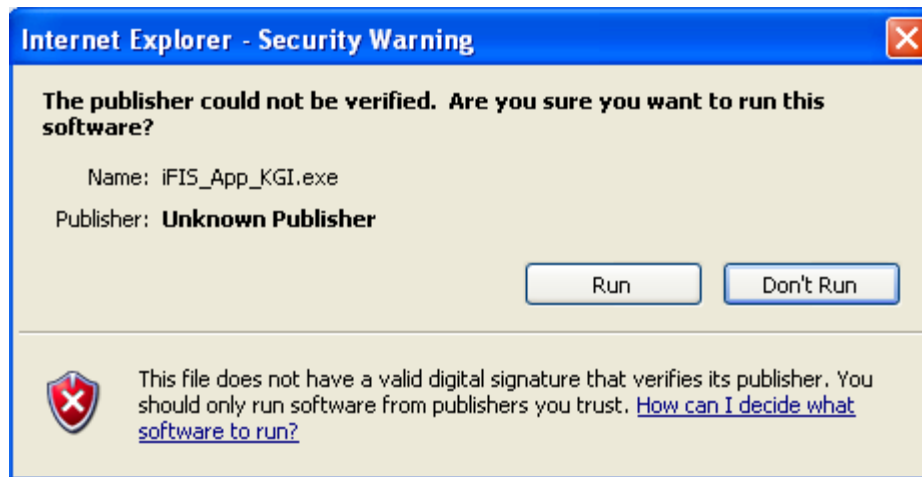 Internet Explorer - Security Warning
The publisher could not be verified.  Are you sure you want to run this
software?
Name: iFIS_App_KGI.exe
Publisher: Unknown Publisher
Run
Don't Run
This file does not have a valid digital signature that verifies its publisher. You
should only run software from publishers you trust. How can I decide what
software to run?